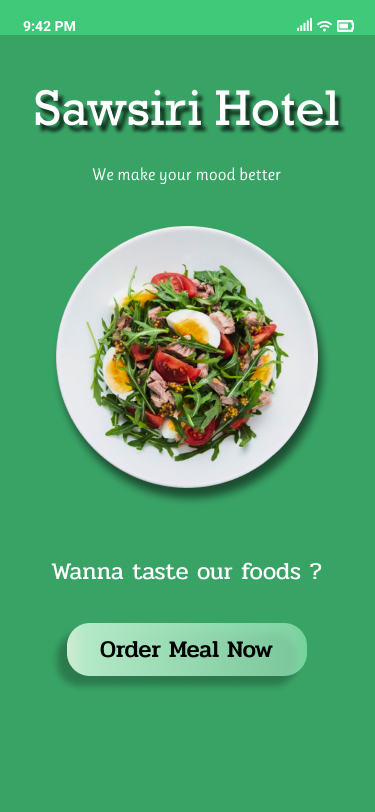 9:42 PM
Sawsiri Hotel
We make your mood better
Wanna taste our foods ?
Order Meal Now